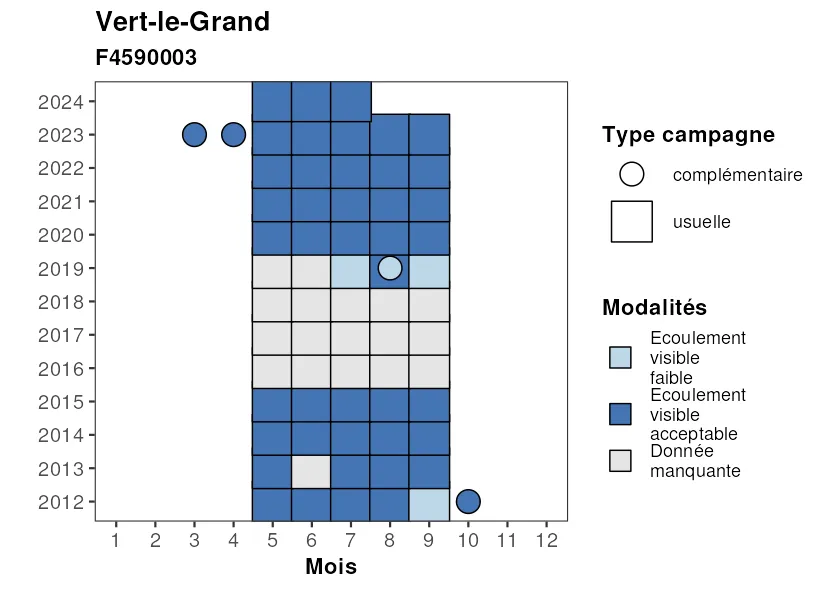 Vert-le-Grand
F4590003
2024
2023
2022
2021
2020
2019
2018
2017
2016
2015
2014
2013
2012
1 2 3 4 5 6 7 8 9 10 11 12
Mois
Type campagne
complémentaire
usuelle
Modalités
Ecoulement
visible
faible
Ecoulement
visible
acceptable
Donnée
manquante